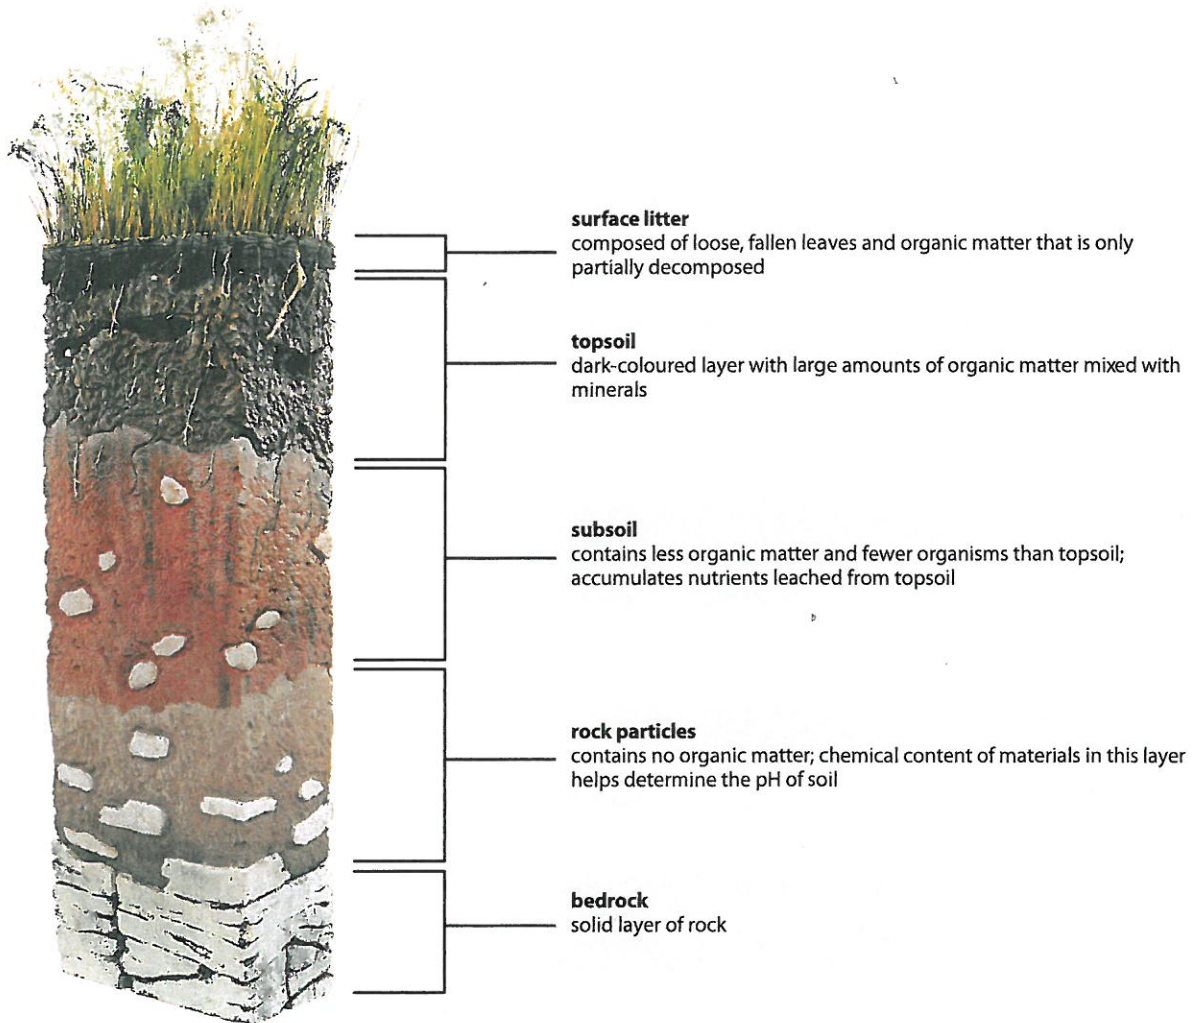 surface litter
composed of loose, fallen leaves and organic matter that is only
partially decomposed
topsoil
dark-coloured layer with large amounts of organic matter mixed with
minerals
subsoil
contains less organic matter and fewer organisms than topsoil;
accumulates nutrients leached from topsoil
rock particles
contains no organic matter; chemical content of materials in this layer
helps determine the pH of soil
bedrock
solid layer of rock